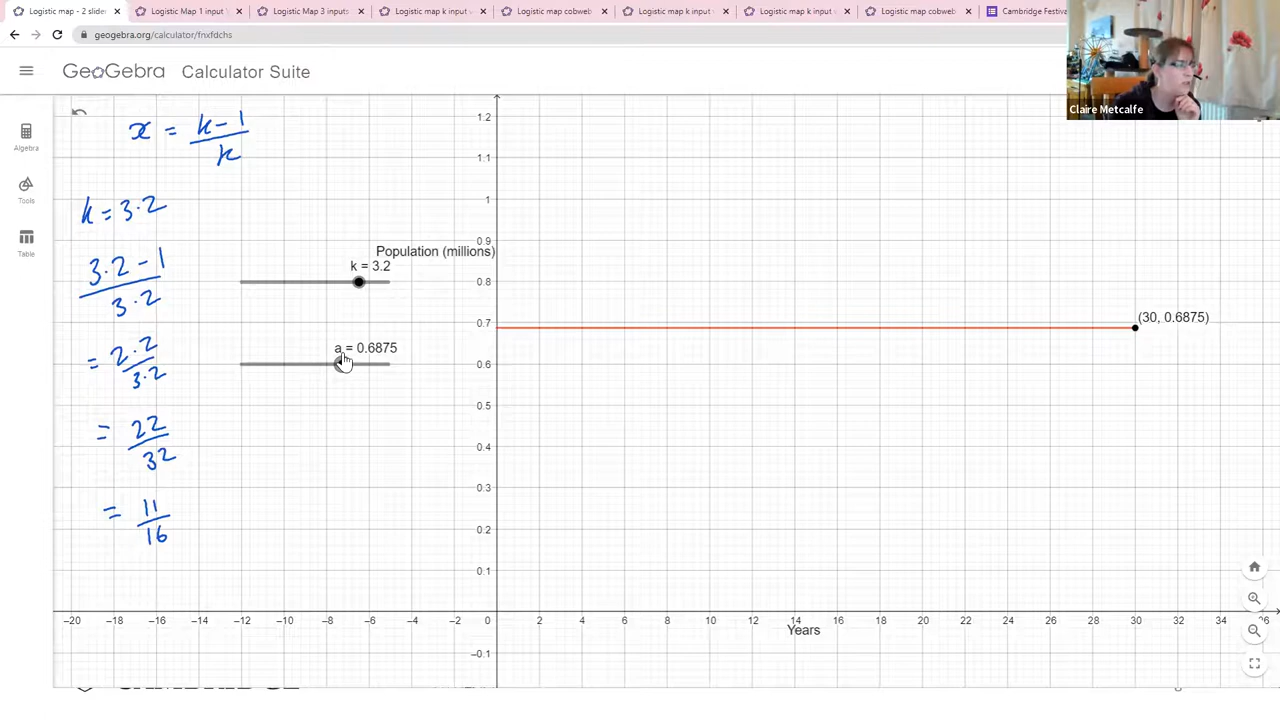 Logistic map - 2 slide
Logistic Map 1 input
Logistic Map 3 inputs
Logistic map k input
Logistic map cobweb
Logistic map k input
Logistic map k input
Logistic map cobweb
Cambridge Festiva
geogebra.org/calculator/fnxfdchs
GeoGebra
Calculator Suite
Claire Metcalfe
Algebra
Tools
Table
x = k-1/k
k = 3.2
3.2-1/3.2
= 2.2/3.2
= 22/32
= 11/16
Population (millions)
k = 3.2
a = 0.6875
(30, 0.6875)
1.2
1.1
1
0.9
0.8
0.7
0.6
0.5
0.4
0.3
0.2
0.1
−20 −18 −16 −14 −12 −10 −8 −6 −4 −2 0 2 4 6 8 10 12 14 16 18 20 22 24 26 28 30 32 34 36
Years
−0.1